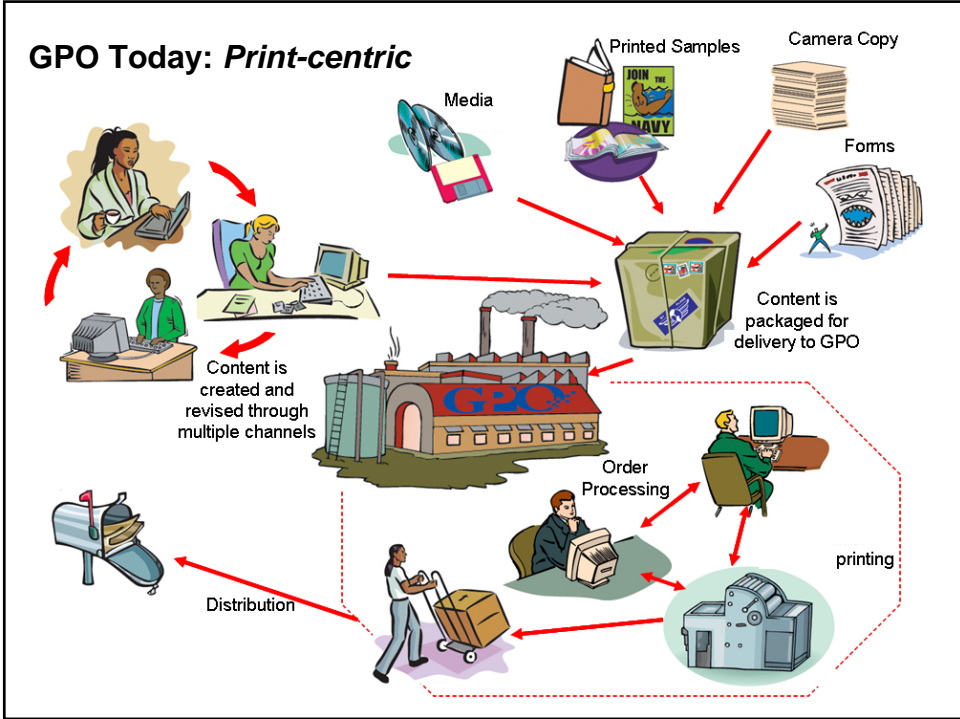 GPO Today: Print-centric
Printed Samples
Camera Copy
JOIN THE
NAVY
Media
Forms
Content is
packaged for
delivery to GPO
Content is
created and
revised through
multiple channels
GPO
Order
Processing
printing
Distribution